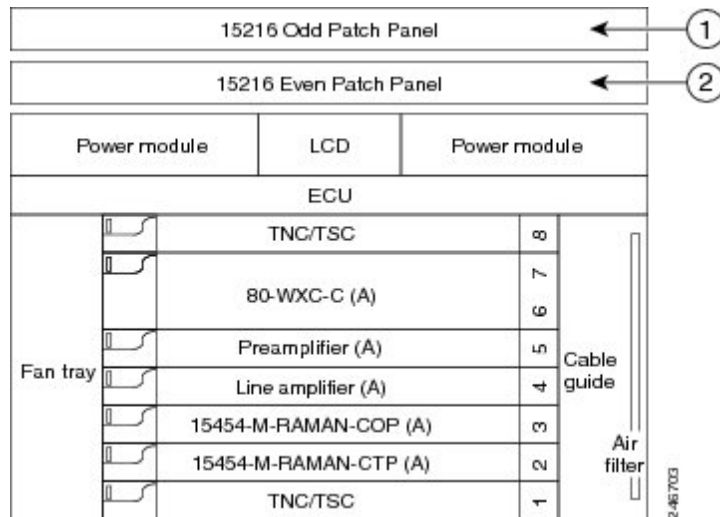 15216 Odd Patch Panel
1
15216 Even Patch Panel
2
Power module
LCD
Power module
ECU
TNC/TSC
8
80-WXC-C (A)
7
6
Preamplifier (A)
5
Fan tray
Line amplifier (A)
4
Cable
guide
15454-M-RAMAN-COP (A)
3
15454-M-RAMAN-CTP (A)
2
Air
filter
TNC/TSC
1
246703